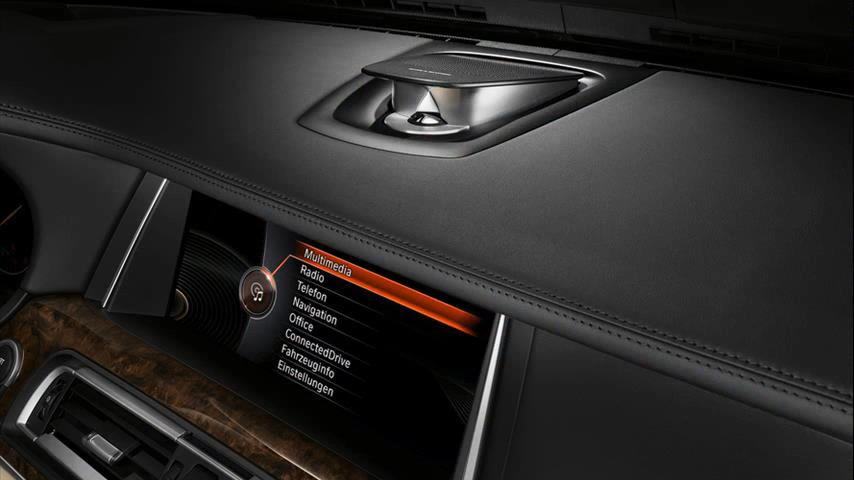 Multimedia
Radio
Telefon
Navigation
Office
ConnectedDrive
Fahrzeuginfo
Einstellungen